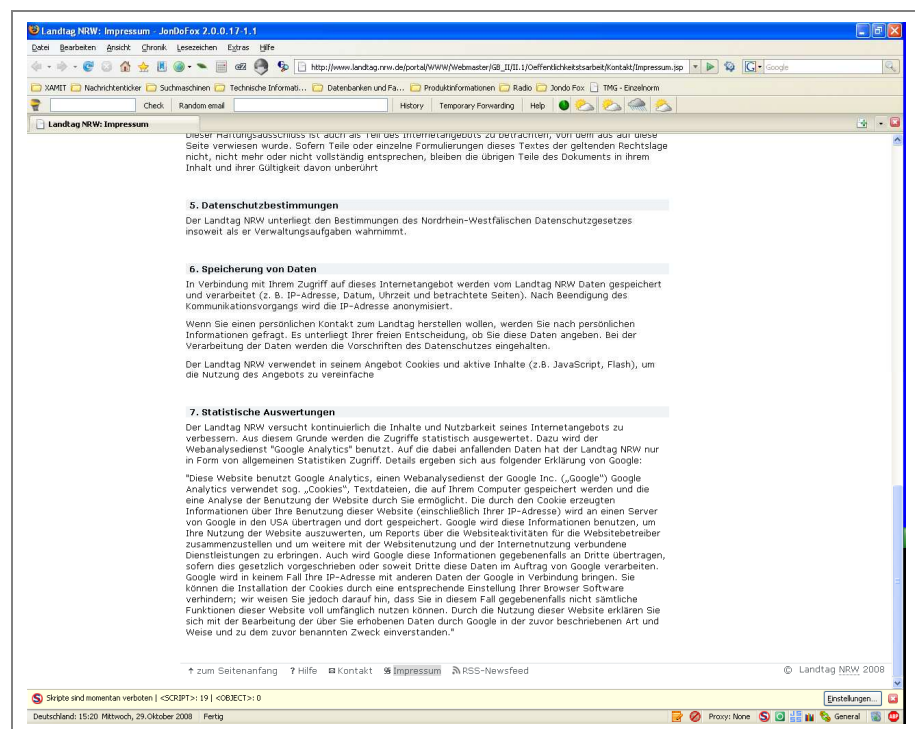 Landtag NRW: Impressum - JonDoFox 2.0.0.17-1.1
Datei Bearbeiten Ansicht Chronik Lesezeichen Extras Hilfe
http://www.landtag.nrw.de/portal/WWW/Webmaster/GB_II/II.1/Oeffentlichkeitstsarbeit/Kontakt/Impressum.jsp Google
XAMIT Nachrichtenticker Suchmaschinen Technische Informati... Datenbanken und Fa... Produktinformationen Radio Jondo Fox TMG - Einzelnorm
Check Random email History Temporary Forwarding Help
Landtag NRW: Impressum
Dieser Haftungsausschluss ist auch als Teil des Internetangebots zu betrachten, von dem aus auf diese
Seite verwiesen wurde. Sofern Teile oder einzelne Formulierungen dieses Textes der geltenden Rechtslage
nicht, nicht mehr oder nicht vollständig entsprechen, bleiben die übrigen Teile des Dokuments in ihrem
Inhalt und ihrer Gültigkeit davon unberührt
5. Datenschutzbestimmungen
Der Landtag NRW unterliegt den Bestimmungen des Nordrhein-Westfälischen Datenschutzgesetzes
insoweit als er Verwaltungsaufgaben wahrnimmt.
6. Speicherung von Daten
In Verbindung mit Ihrem Zugriff auf dieses Internetangebot werden vom Landtag NRW Daten gespeichert
und verarbeitet (z. B. IP-Adresse, Datum, Uhrzeit und betrachtete Seiten). Nach Beendigung des
Kommunikationsvorgangs wird die IP-Adresse anonymisiert.
Wenn Sie einen persönlichen Kontakt zum Landtag herstellen wollen, werden Sie nach persönlichen
Informationen gefragt. Es unterliegt Ihrer freien Entscheidung, ob Sie diese Daten angeben. Bei der
Verarbeitung der Daten werden die Vorschriften des Datenschutzes eingehalten.
Der Landtag NRW verwendet in seinem Angebot Cookies und aktive Inhalte (z.B. JavaScript, Flash), um
die Nutzung des Angebots zu vereinfache
7. Statistische Auswertungen
Der Landtag NRW versucht kontinuierlich die Inhalte und Nutzbarkeit seines Internetangebots zu
verbessern. Aus diesem Grunde werden die Zugriffe statistisch ausgewertet. Dazu wird der
Webanalysedienst "Google Analytics" benutzt. Auf die dabei anfallenden Daten hat der Landtag NRW nur
in Form von allgemeinen Statistiken Zugriff. Details ergeben sich aus folgender Erklärung von Google:
"Diese Website benutzt Google Analytics, einen Webanalysedienst der Google Inc. („Google") Google
Analytics verwendet sog. „Cookies", Textdateien, die auf Ihrem Computer gespeichert werden und die
eine Analyse der Benutzung der Website durch Sie ermöglicht. Die durch den Cookie erzeugten
Informationen über Ihre Benutzung dieser Website (einschließlich Ihrer IP-Adresse) wird an einen Server
von Google in den USA übertragen und dort gespeichert. Google wird diese Informationen benutzen, um
Ihre Nutzung der Website auszuwerten, um Reports über die Websiteaktivitäten für die Websitebetreiber
zusammenzustellen und um weitere mit der Websitenutzung und der Internetnutzung verbundene
Dienstleistungen zu erbringen. Auch wird Google diese Informationen gegebenenfalls an Dritte übertragen,
sofern dies gesetzlich vorgeschrieben oder soweit Dritte diese Daten im Auftrag von Google verarbeiten.
Google wird in keinem Fall Ihre IP-Adresse mit anderen Daten der Google in Verbindung bringen. Sie
können die Installation der Cookies durch eine entsprechende Einstellung Ihrer Browser Software
verhindern; wir weisen Sie jedoch darauf hin, dass Sie in diesem Fall gegebenenfalls nicht sämtliche
Funktionen dieser Website voll umfänglich nutzen können. Durch die Nutzung dieser Website erklären Sie
sich mit der Bearbeitung der über Sie erhobenen Daten durch Google in der zuvor beschriebenen Art und
Weise und zu dem zuvor benannten Zweck einverstanden."
zum Seitenanfang ? Hilfe Kontakt § Impressum RSS-Newsfeed © Landtag NRW 2008
Skripte sind momentan verboten | <SCRIPT>: 19 | <OBJECT>: 0 Einstellungen...
Deutschland: 15:20 Mittwoch, 29.Oktober 2008 Fertig Proxy: None General ABP